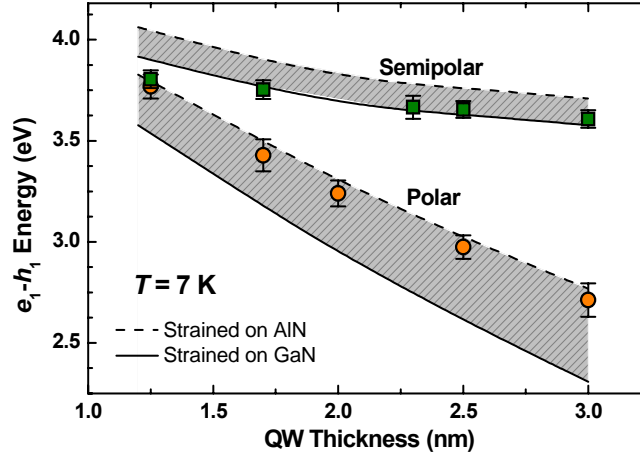 4.0
3.5
3.0
2.5
e1-h1 Energy (eV)
Semipolar
Polar
T = 7 K
Strained on AlN
Strained on GaN
1.0 1.5 2.0 2.5 3.0
QW Thickness (nm)